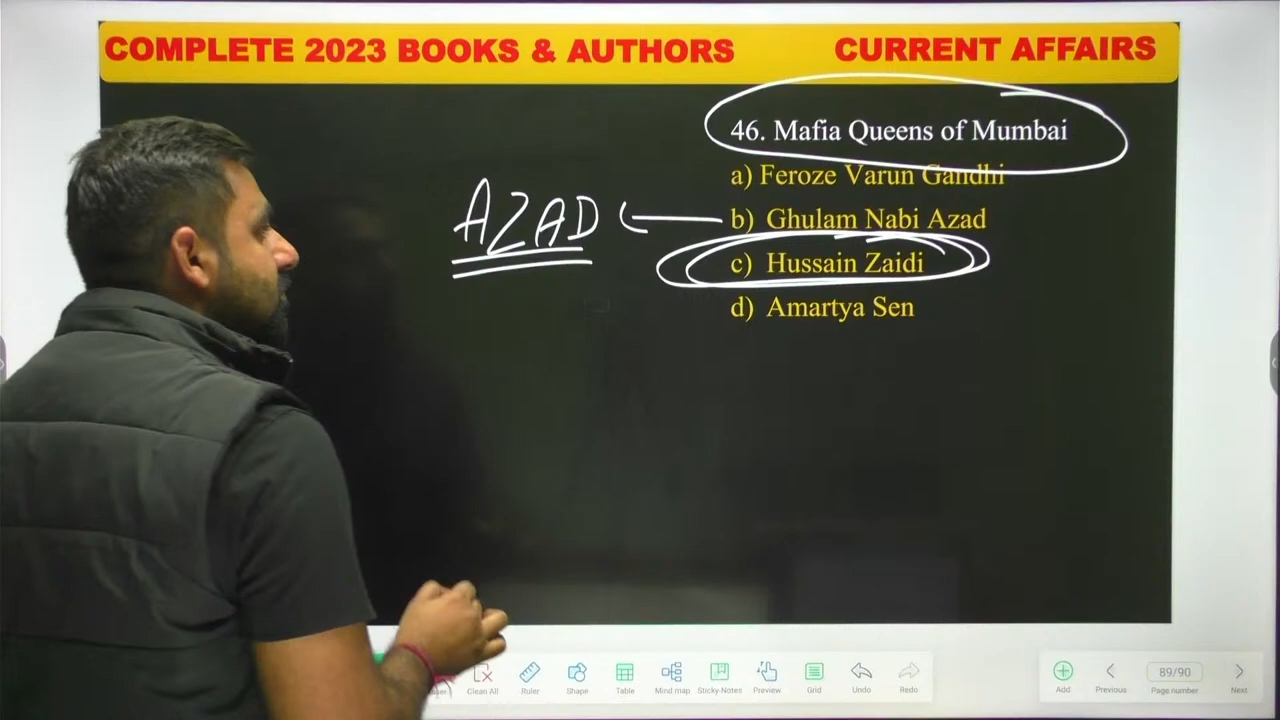 COMPLETE 2023 BOOKS & AUTHORS CURRENT AFFAIRS
46. Mafia Queens of Mumbai
a) Feroze Varun Gandhi
AZAD
b) Ghulam Nabi Azad
c) Hussain Zaidi
d) Amartya Sen
Clean All Ruler Shape Table Mind map Sticky-Notes Preview Grid Undo Redo
Add Previous 89/90 Page number Next